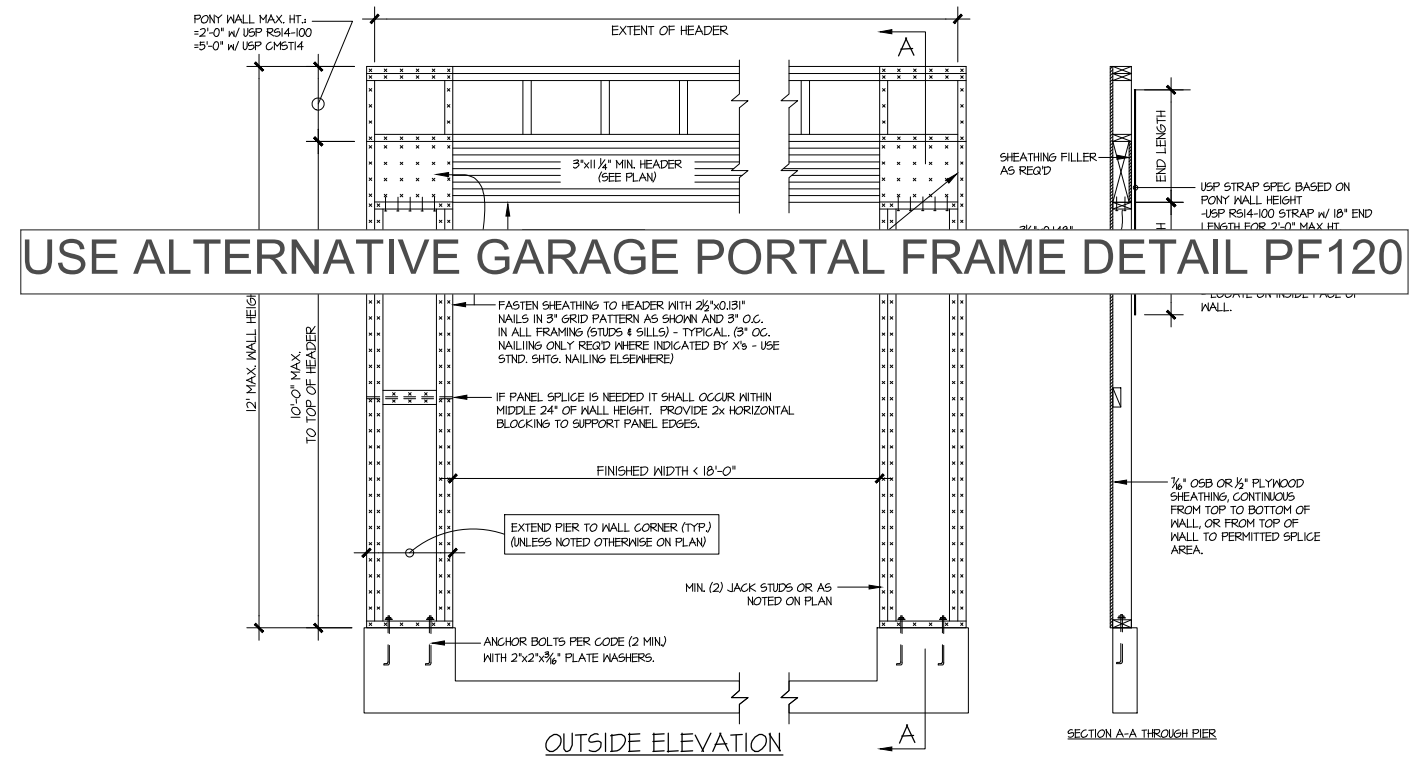 PONY WALL MAX. HT.:
=2'-0" W/ USP RS14-100
=5'-0" W/ USP CMST14
EXTENT OF HEADER
A
3"x11 1/4" MIN. HEADER
(SEE PLAN)
SHEATHING FILLER
AS REQ'D
END LENGTH
USP STRAP SPEC BASED ON
PONY WALL HEIGHT
-USP RS14-100 STRAP W/ 18" END
LENGTH FOR 2'-0" MAX HT.
USE ALTERNATIVE GARAGE PORTAL FRAME DETAIL PF120
- LOCATE ON INSIDE FACE OF
WALL.
12' MAX. WALL HEIGHT
10'-0" MAX.
TO TOP OF HEADER
FASTEN SHEATHING TO HEADER WITH 2½"x0.131"
NAILS IN 3" GRID PATTERN AS SHOWN AND 3" O.C.
IN ALL FRAMING (STUDS & SILLS) - TYPICAL. (3" OC.
NAILIING ONLY REQ'D WHERE INDICATED BY X's - USE
STND. SHTG. NAILING ELSEWHERE)
IF PANEL SPLICE IS NEEDED IT SHALL OCCUR WITHIN
MIDDLE 24" OF WALL HEIGHT. PROVIDE 2x HORIZONTAL
BLOCKING TO SUPPORT PANEL EDGES.
FINISHED WIDTH < 18'-0"
7/16" OSB OR ½" PLYWOOD
SHEATHING, CONTINUOUS
FROM TOP TO BOTTOM OF
WALL, OR FROM TOP OF
WALL TO PERMITTED SPLICE
AREA.
EXTEND PIER TO WALL CORNER (TYP.)
(UNLESS NOTED OTHERWISE ON PLAN)
MIN. (2) JACK STUDS OR AS
NOTED ON PLAN
ANCHOR BOLTS PER CODE (2 MIN.)
WITH 2"x2"x3/16" PLATE WASHERS.
A
OUTSIDE ELEVATION
SECTION A-A THROUGH PIER